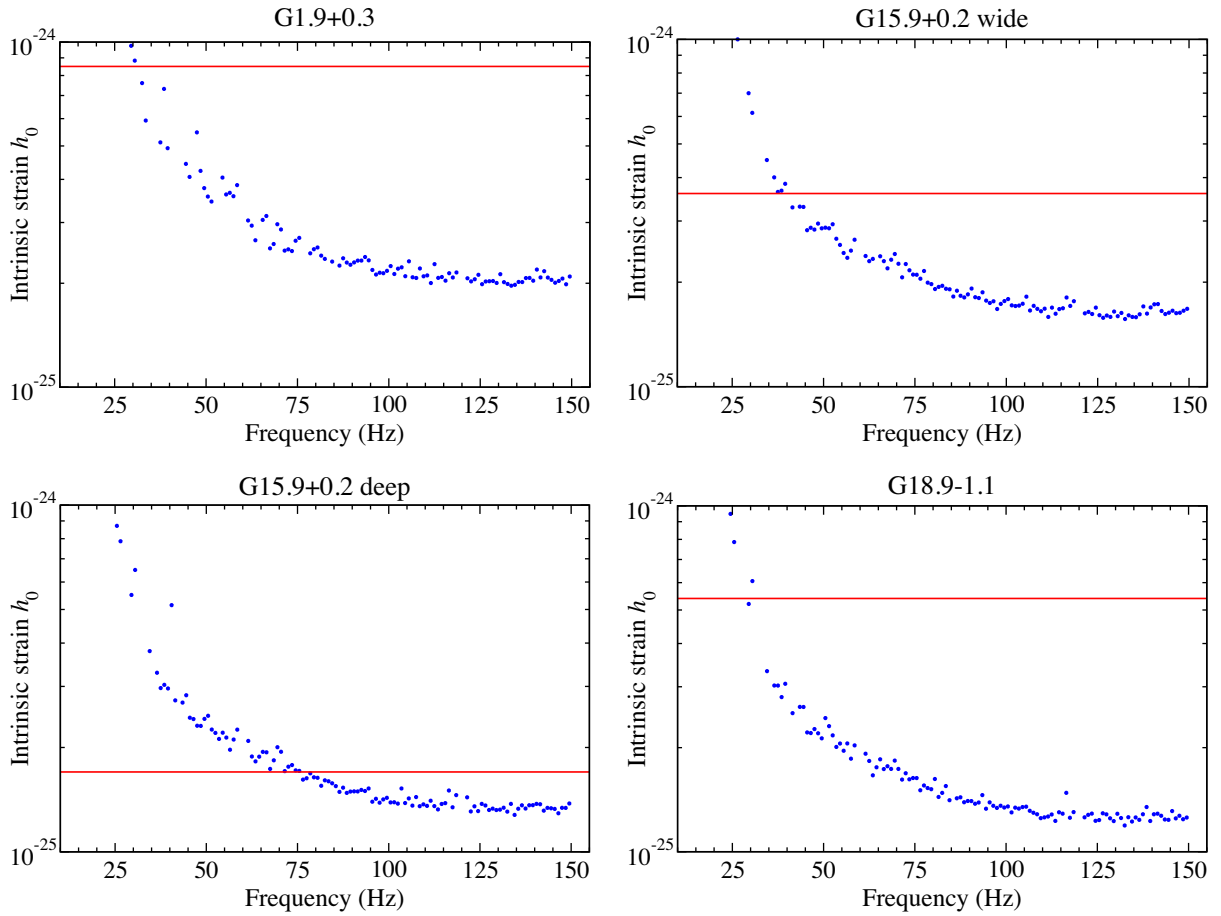 G1.9+0.3
10^-24
Intrinsic strain h_0
10^-25
25 50 75 100 125 150
Frequency (Hz)
G15.9+0.2 wide
10^-24
Intrinsic strain h_0
10^-25
25 50 75 100 125 150
Frequency (Hz)
G15.9+0.2 deep
10^-24
Intrinsic strain h_0
10^-25
25 50 75 100 125 150
Frequency (Hz)
G18.9-1.1
10^-24
Intrinsic strain h_0
10^-25
25 50 75 100 125 150
Frequency (Hz)